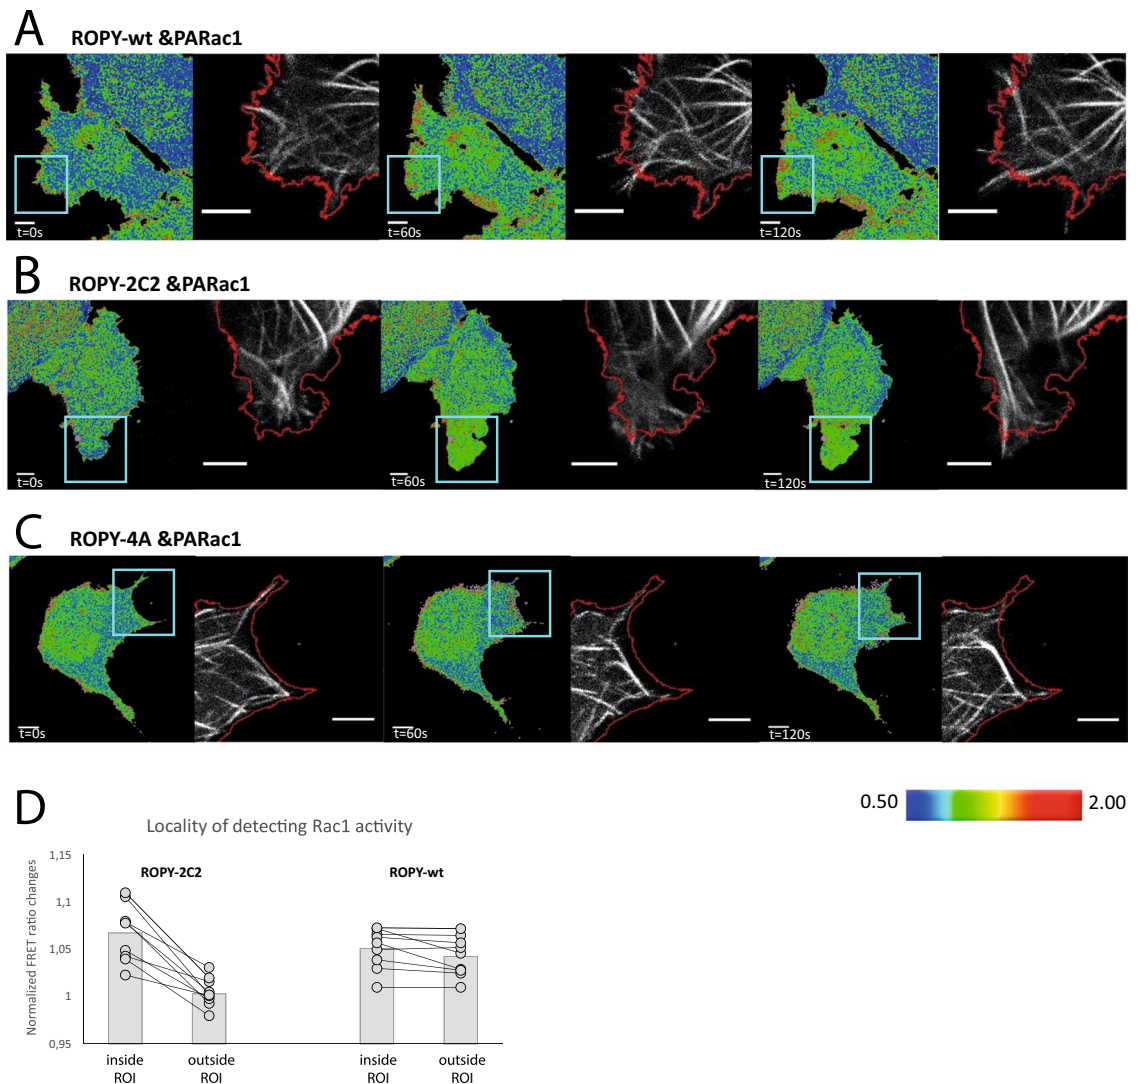 A
ROPY-wt &PARac1
t=0s
t=60s
t=120s
B
ROPY-2C2 &PARac1
t=0s
t=60s
t=120s
C
ROPY-4A &PARac1
t=0s
t=60s
t=120s
0.50
2.00
D
Locality of detecting Rac1 activity
Normalized FRET ratio changes
1,15
1,1
1,05
1
0,95
ROPY-2C2
ROPY-wt
inside
ROI
outside
ROI
inside
ROI
outside
ROI